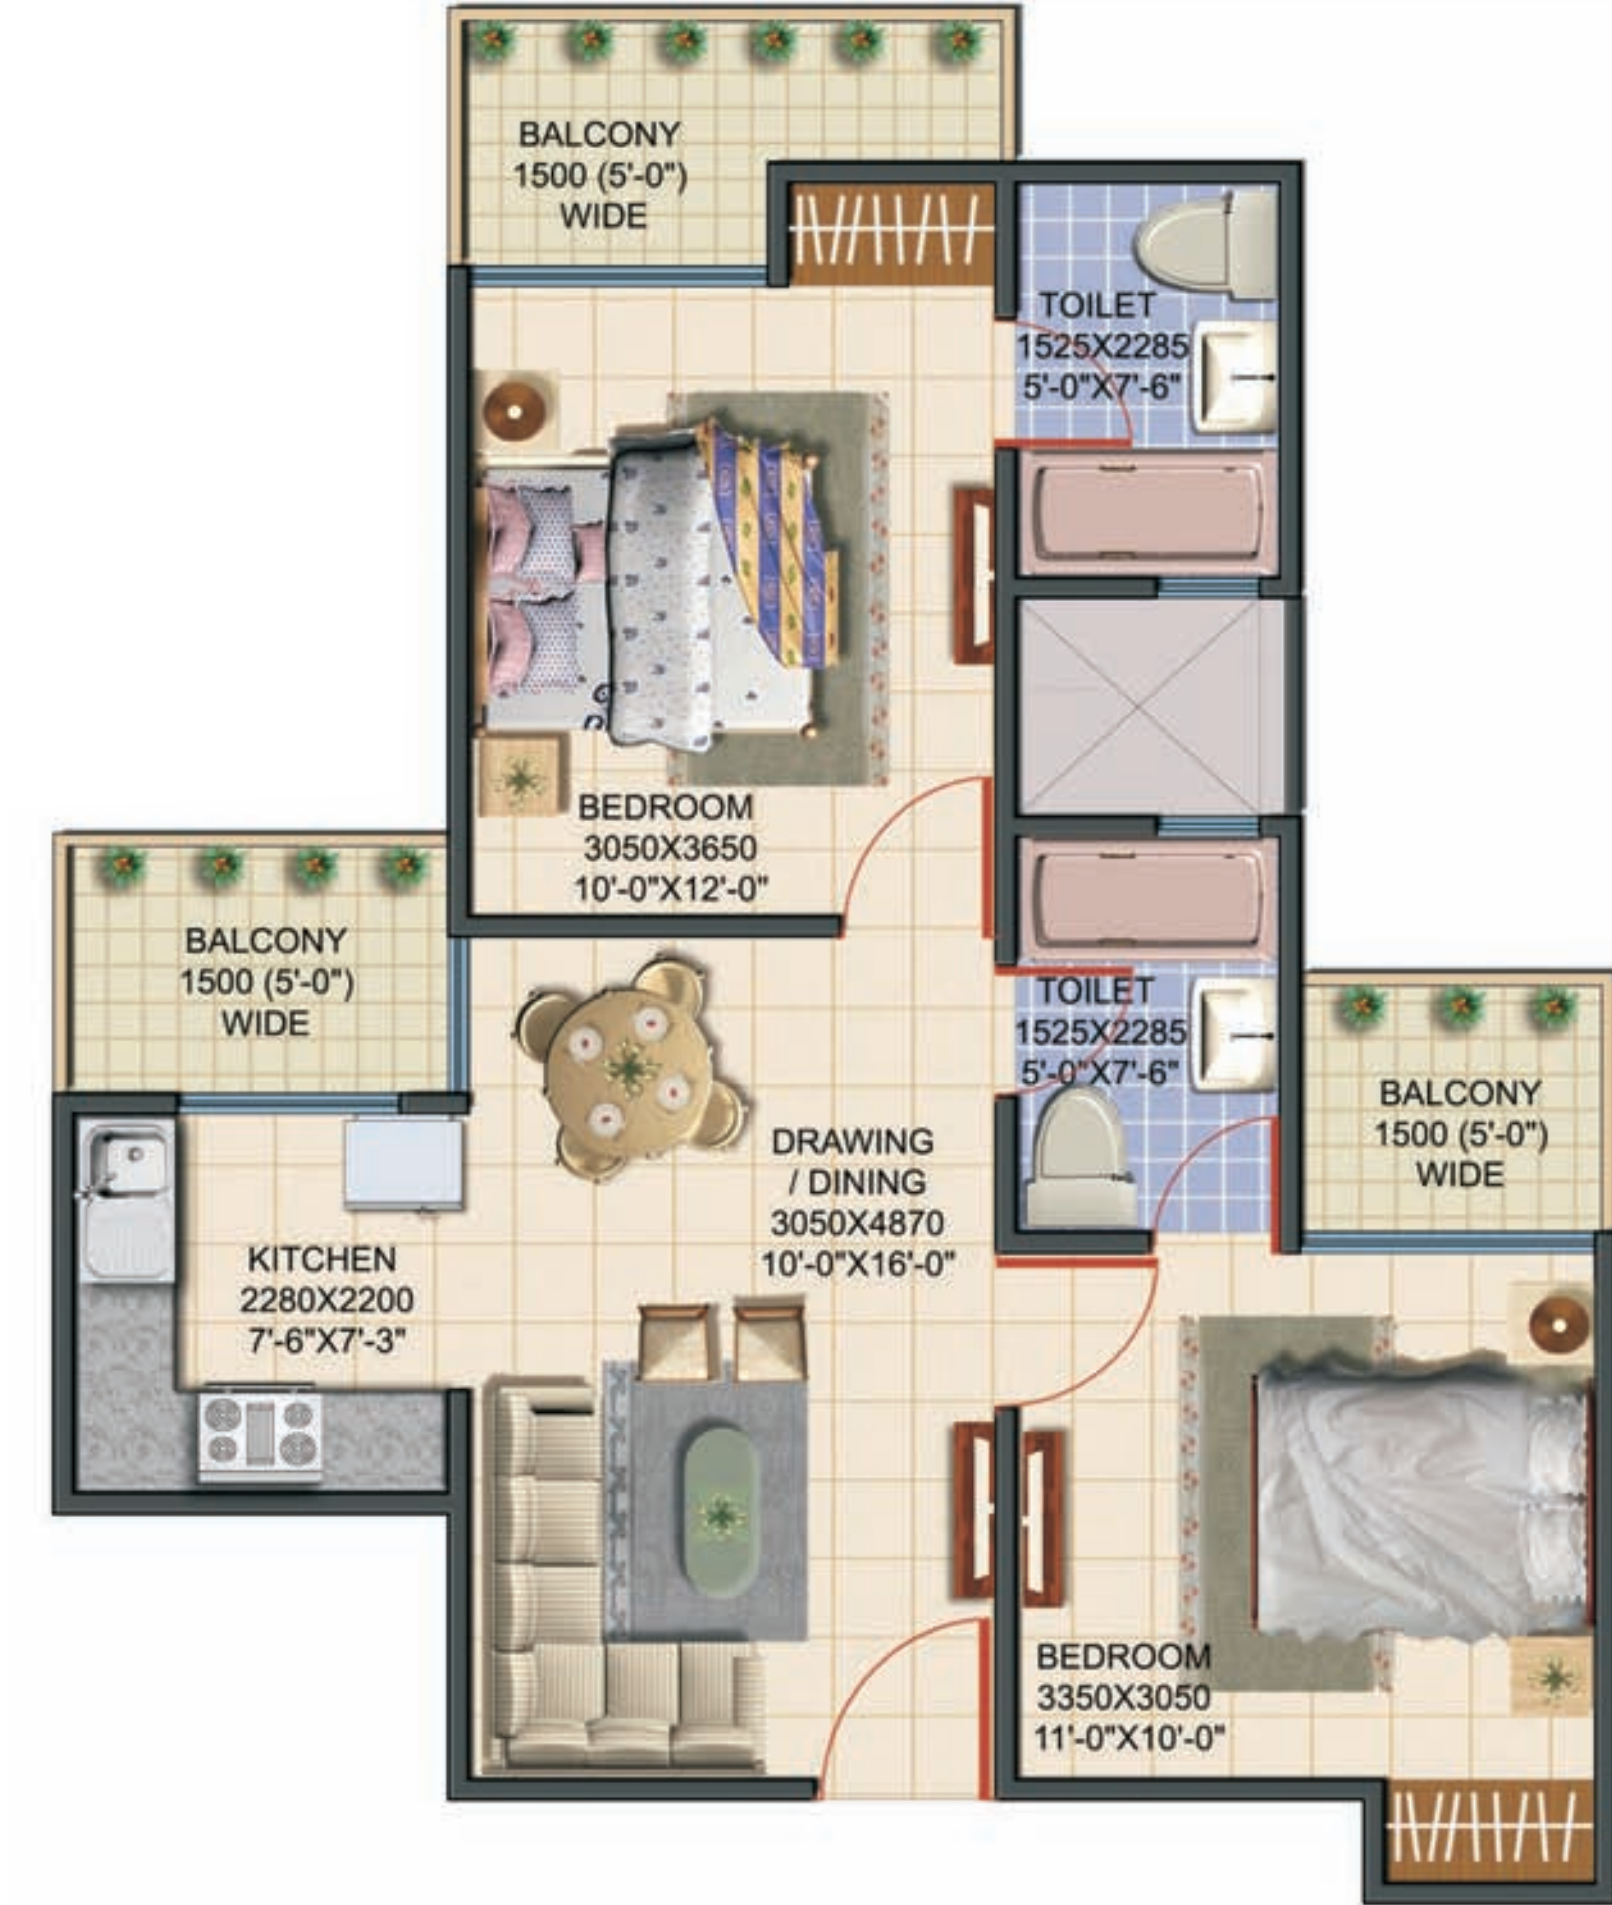 BALCONY
1500 (5'-0")
WIDE
TOILET
1525X2285
5'-0"X7'-6"
BEDROOM
3050X3650
10'-0"X12'-0"
BALCONY
1500 (5'-0")
WIDE
TOILET
1525X2285
5'-0"X7'-6"
BALCONY
1500 (5'-0")
WIDE
DRAWING
/ DINING
3050X4870
10'-0"X16'-0"
KITCHEN
2280X2200
7'-6"X7'-3"
BEDROOM
3350X3050
11'-0"X10'-0"